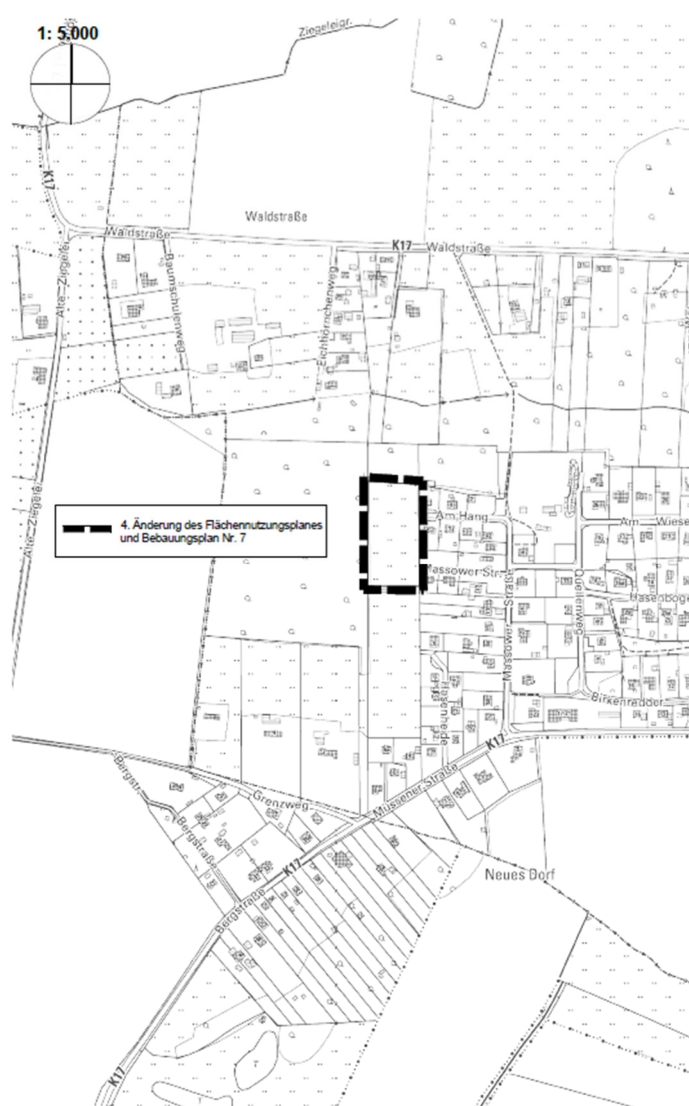 1: 5.000
Ziegeleigr.
K17
Waldstraße
Waldstraße
K17
Waldstraße
Alte-Ziegelei
Baumschulenweg
Eichhörnchenweg
4. Änderung des Flächennutzungsplanes
und Bebauungsplan Nr. 7
Am Hang
Am Wiese
Alte Ziegelei
Massower Str.
Massower Straße
Quellenweg
Hasenboge
Hasenheide
Birkenredder
K17
Bergstr.
Müssener Straße
Grenzweg
Bergstraße
K17
Neues Dorf
Bergstraße
K17